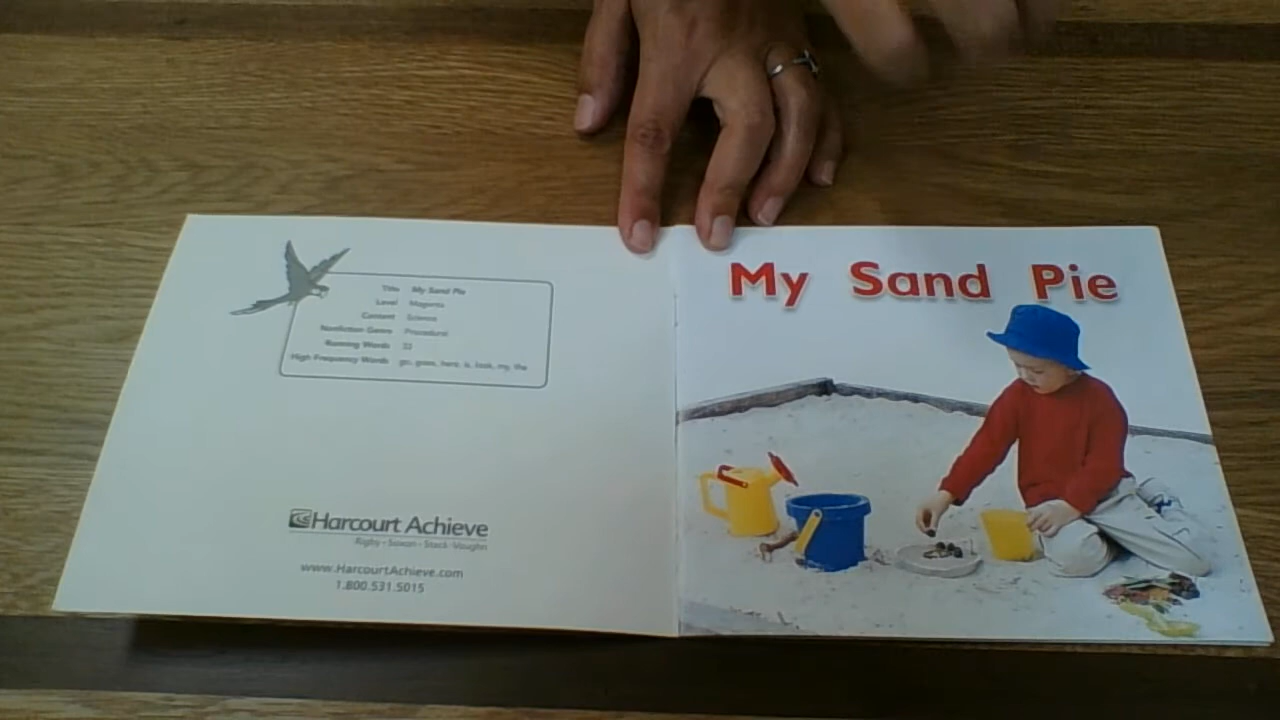 Title My Sand Pie
Level Magenta
Content Science
Nonfiction Genre Procedural
Running Words 33
High Frequency Words go, goes, here, is, look, my, the
Harcourt Achieve
Rigby • Saxon • Steck-Vaughn
www.HarcourtAchieve.com
1.800.531.5015
My Sand Pie